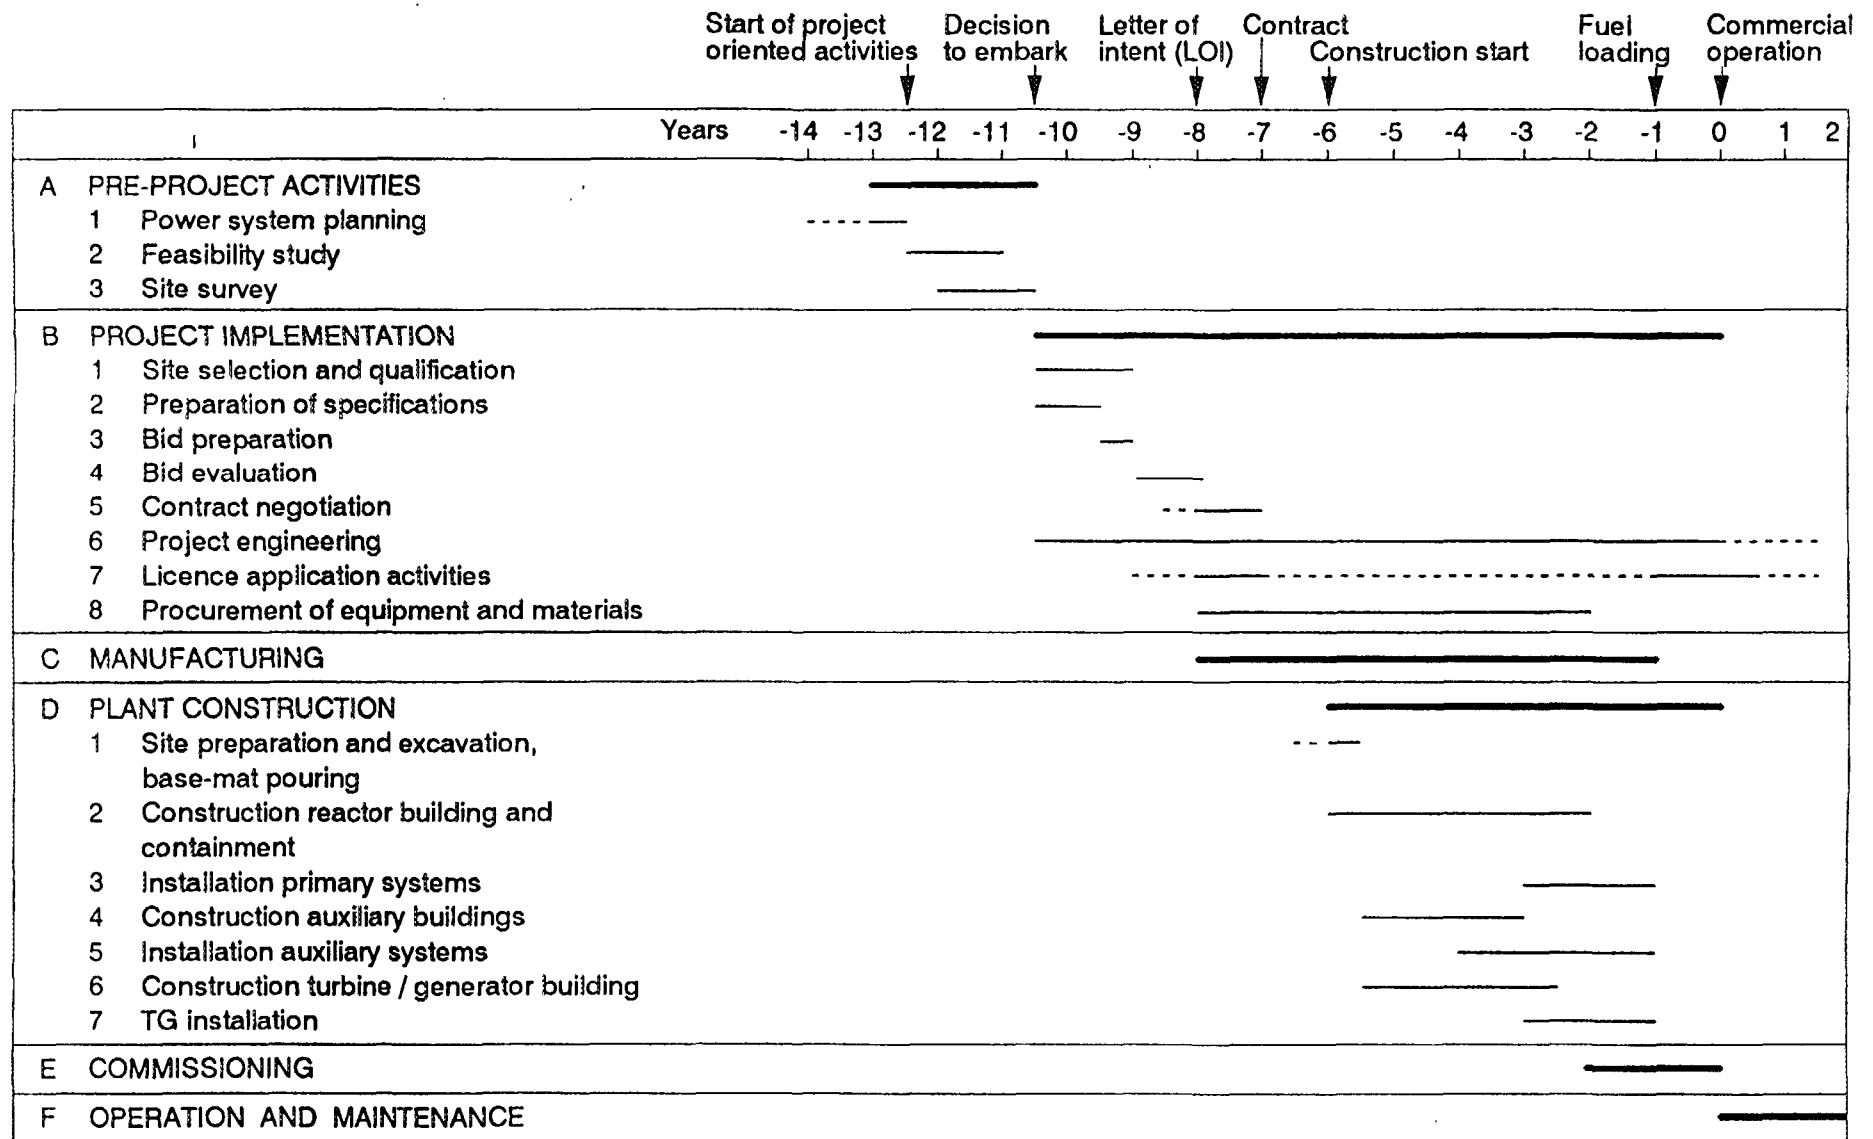 Start of project Decision Letter of Contract Fuel Commercial
oriented activities to embark intent (LOI) Construction start loading operation
Years -14 -13 -12 -11 -10 -9 -8 -7 -6 -5 -4 -3 -2 -1 0 1 2
A PRE-PROJECT ACTIVITIES
1 Power system planning
2 Feasibility study
3 Site survey
B PROJECT IMPLEMENTATION
1 Site selection and qualification
2 Preparation of specifications
3 Bid preparation
4 Bid evaluation
5 Contract negotiation
6 Project engineering
7 Licence application activities
8 Procurement of equipment and materials
C MANUFACTURING
D PLANT CONSTRUCTION
1 Site preparation and excavation,
base-mat pouring
2 Construction reactor building and
containment
3 Installation primary systems
4 Construction auxiliary buildings
5 Installation auxiliary systems
6 Construction turbine / generator building
7 TG installation
E COMMISSIONING
F OPERATION AND MAINTENANCE